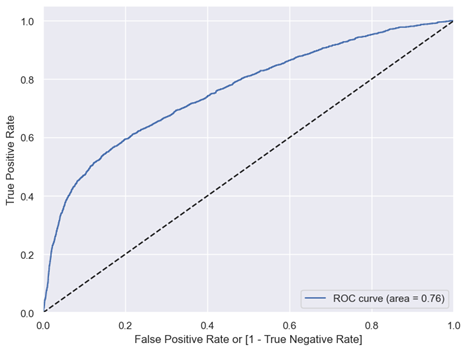 1.0
0.8
0.6
0.4
0.2
0.0
True Positive Rate
0.0 0.2 0.4 0.6 0.8 1.0
False Positive Rate or [1 - True Negative Rate]
ROC curve (area = 0.76)